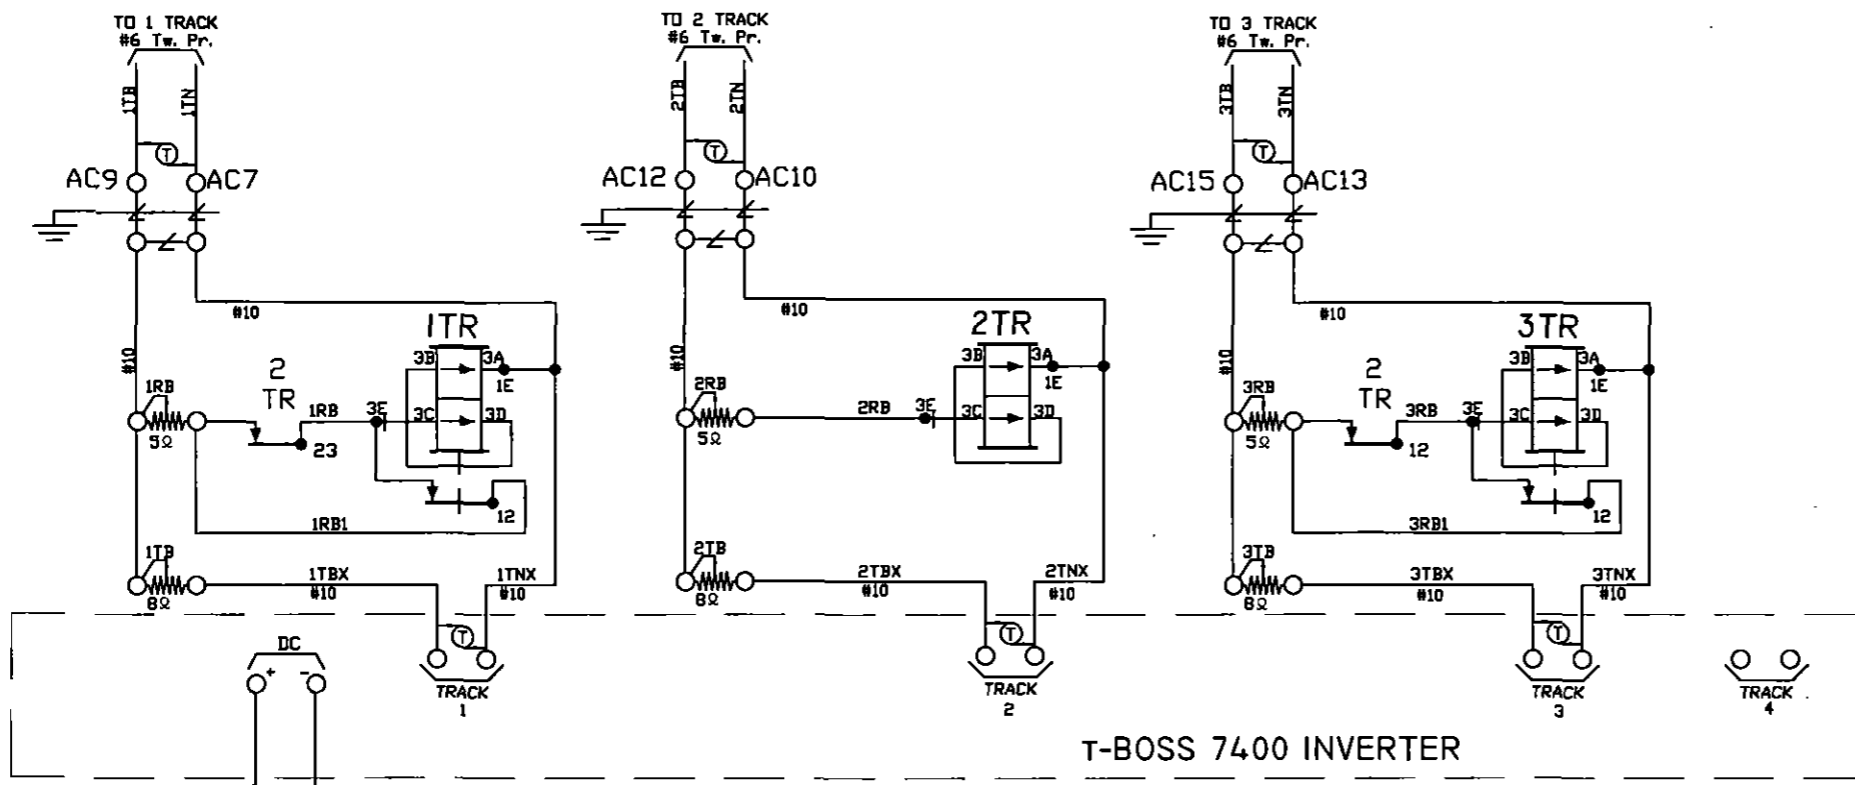 TO 1 TRACK
#6 Tw. Pr.
TO 2 TRACK
#6 Tw. Pr.
TO 3 TRACK
#6 Tw. Pr.
1TB
1TN
2TB
2TN
3TB
3TN
T
T
T
AC9
AC7
AC12
AC10
AC15
AC13
#10
#10
#10
#10
1TR
3B
3A
1E
2
TR
1RB
1RB
3E
3C
3D
5Ω
23
12
1RB1
1TB
8Ω
1TBX
#10
1TNX
#10
#10
2TR
3B
3A
1E
2RB
2RB
3E
3C
3D
5Ω
2TB
8Ω
2TBX
#10
2TNX
#10
#10
3TR
3B
3A
1E
2
TR
3RB
3RB
3E
3C
3D
5Ω
12
12
3RB1
3TB
8Ω
3TBX
#10
3TNX
#10
DC
+
-
T
TRACK
1
T
TRACK
2
T
TRACK
3
TRACK
4
T-BOSS 7400 INVERTER